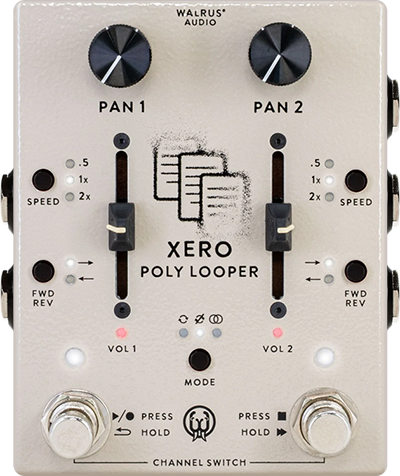 WALRUS®
AUDIO
PAN 1
PAN 2
.5
1x
2x
SPEED
.5
1x
2x
SPEED
XERO
POLY LOOPER
FWD
REV
FWD
REV
VOL 1
VOL 2
MODE
PRESS
HOLD
PRESS
HOLD
CHANNEL SWITCH